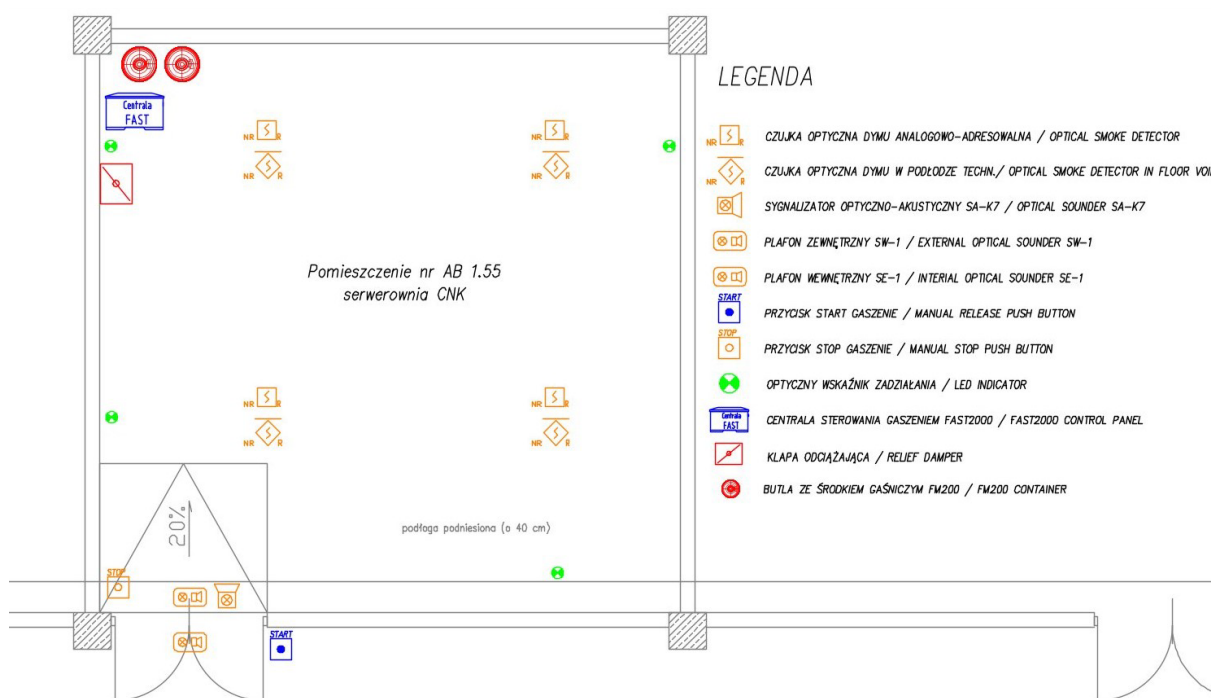 LEGENDA
Centrala
FAST
NR R
NR R
NR R
NR R
Pomieszczenie nr AB 1.55
serwerownia CNK
NR R
NR R
NR R
NR R
podłoga podniesiona (o 40 cm)
20%
STOP
START
NR R CZUJKA OPTYCZNA DYMU ANALOGOWO-ADRESOWALNA / OPTICAL SMOKE DETECTOR
NR R CZUJKA OPTYCZNA DYMU W PODŁODZE TECHN./ OPTICAL SMOKE DETECTOR IN FLOOR VOI
SYGNALIZATOR OPTYCZNO-AKUSTYCZNY SA-K7 / OPTICAL SOUNDER SA-K7
PLAFON ZEWNĘTRZNY SW-1 / EXTERNAL OPTICAL SOUNDER SW-1
PLAFON WEWNĘTRZNY SE-1 / INTERIAL OPTICAL SOUNDER SE-1
START
PRZYCISK START GASZENIE / MANUAL RELEASE PUSH BUTTON
STOP
PRZYCISK STOP GASZENIE / MANUAL STOP PUSH BUTTON
OPTYCZNY WSKAŹNIK ZADZIAŁANIA / LED INDICATOR
Centrala
FAST
CENTRALA STEROWANIA GASZENIEM FAST2000 / FAST2000 CONTROL PANEL
KLAPA ODCIĄŻAJĄCA / RELIEF DAMPER
BUTLA ZE ŚRODKIEM GAŚNICZYM FM200 / FM200 CONTAINER